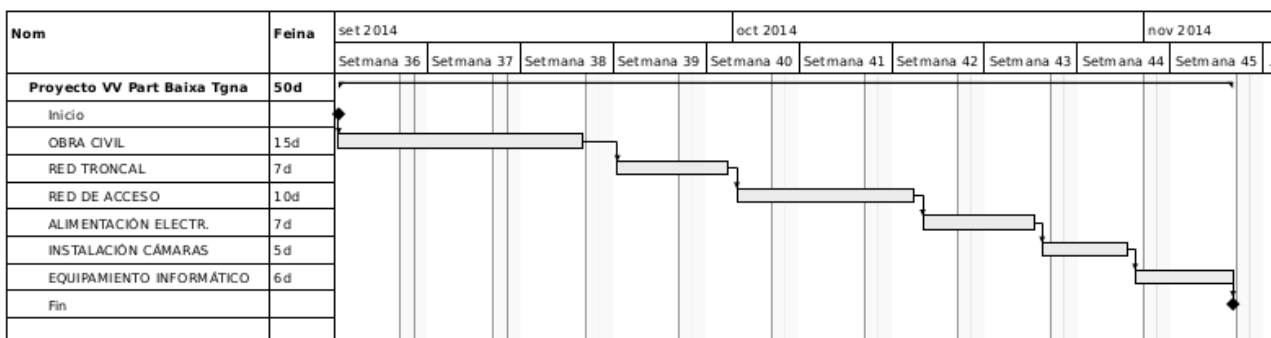 Nom Feina set 2014 oct 2014 nov 2014
Setmana 36 Setmana 37 Setmana 38 Setmana 39 Setmana 40 Setmana 41 Setmana 42 Setmana 43 Setmana 44 Setmana 45
Proyecto VV Part Baixa Tgna 50d
Inicio
OBRA CIVIL 15d
RED TRONCAL 7d
RED DE ACCESO 10d
ALIMENTACIÓN ELECTR. 7d
INSTALACIÓN CÁMARAS 5d
EQUIPAMIENTO INFORMÁTICO 6d
Fin